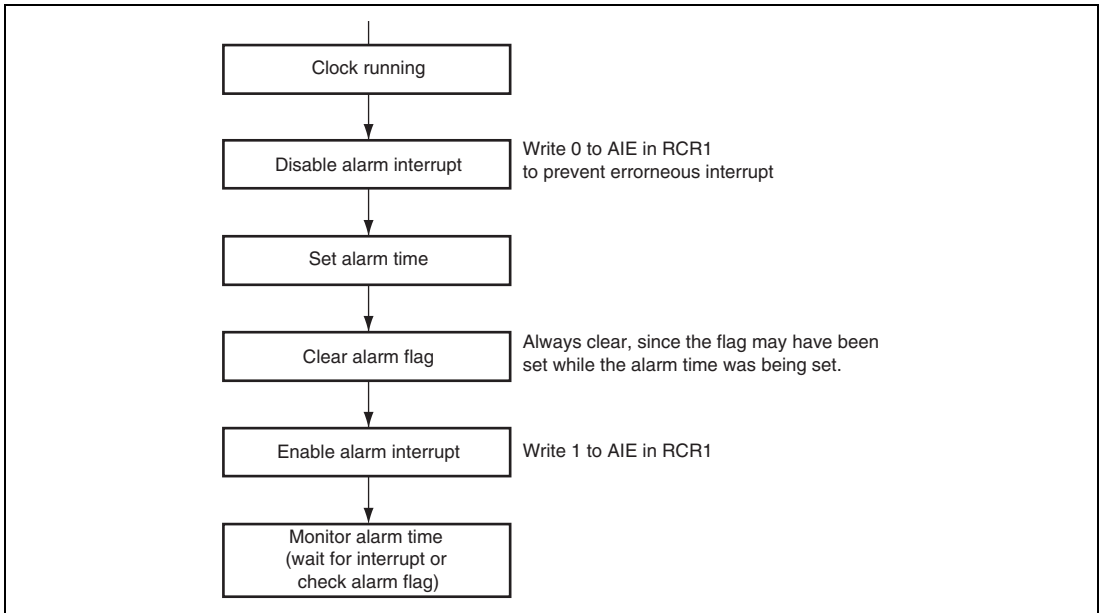 Clock running
Disable alarm interrupt
Write 0 to AIE in RCR1
to prevent errorneous interrupt
Set alarm time
Clear alarm flag
Always clear, since the flag may have been
set while the alarm time was being set.
Enable alarm interrupt
Write 1 to AIE in RCR1
Monitor alarm time
(wait for interrupt or
check alarm flag)